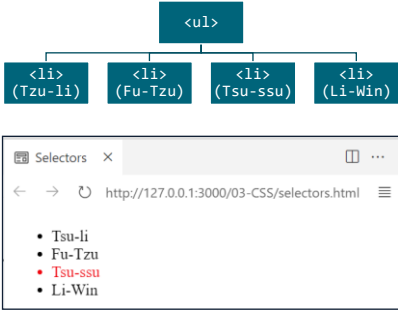 <ul>
<li> <li> <li> <li>
(Tzu-li) (Fu-Tzu) (Tsu-ssu) (Li-Win)
Selectors
http://127.0.0.1:3000/03-CSS/selectors.html
Tsu-li
Fu-Tzu
Tsu-ssu
Li-Win